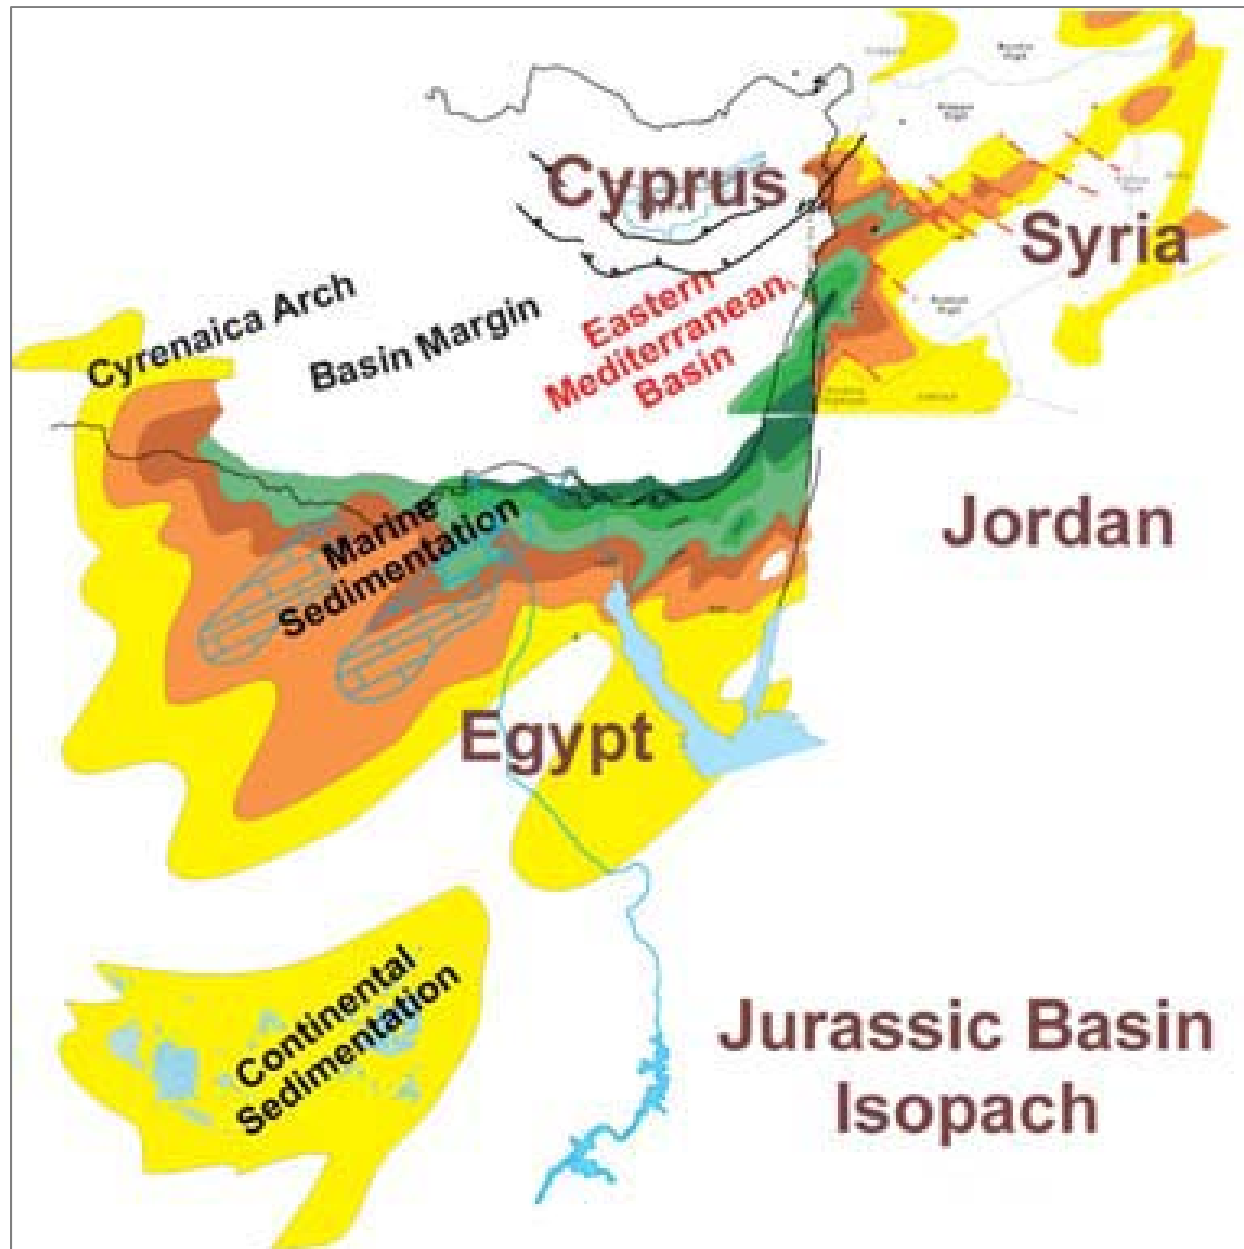 Cyprus
Syria
Cyrenaica Arch
Basin Margin
Eastern
Mediterranean
Basin
Jordan
Marine
Sedimentation
Egypt
Continental
Sedimentation
Jurassic Basin
Isopach